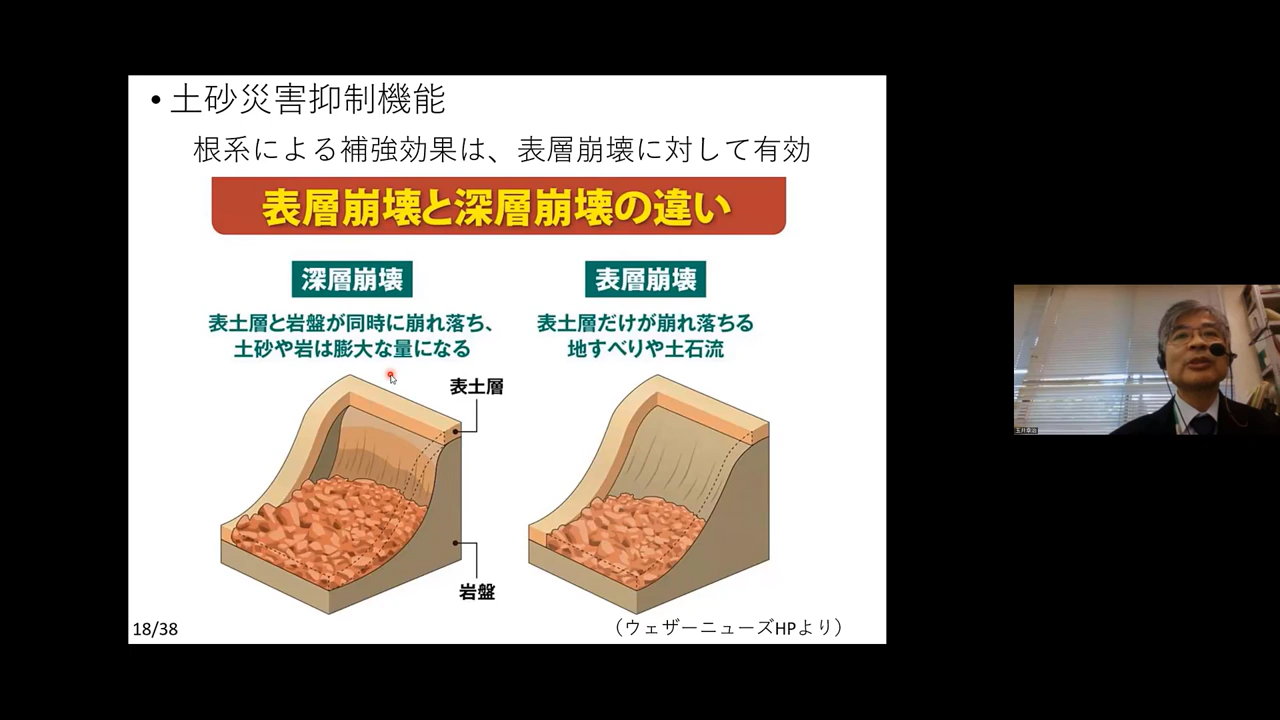 • 土砂災害抑制機能
根系による補強効果は、表層崩壊に対して有効
表層崩壊と深層崩壊の違い
深層崩壊
表土層と岩盤が同時に崩れ落ち、
土砂や岩は膨大な量になる
表土層
岩盤
表層崩壊
表土層だけが崩れ落ちる
地すべりや土石流
18/38
（ウェザーニューズHPより）